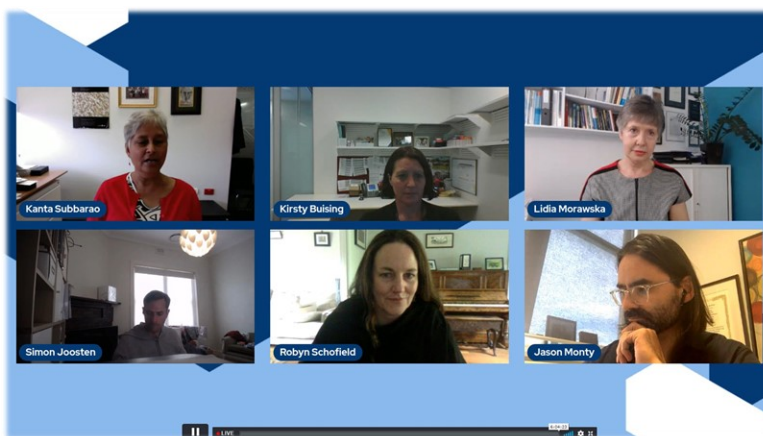 Kanta Subbarao
Kirsty Buising
Lidia Morawska
Simon Joosten
Robyn Schofield
Jason Monty
LIVE